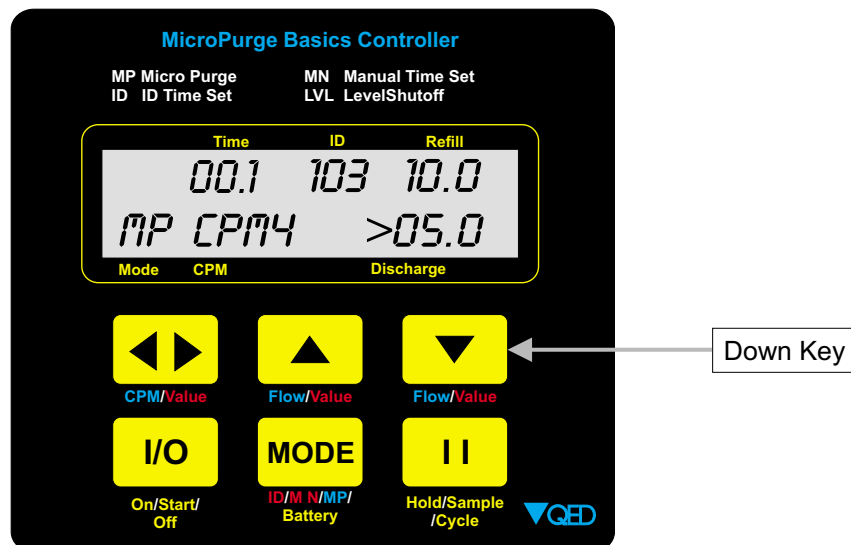 MicroPurge Basics Controller
MP Micro Purge MN Manual Time Set
ID ID Time Set LVL LevelShutoff
Time ID Refill
00.1 103 10.0
MP CPM4 >05.0
Mode CPM Discharge
Down Key
CPM/Value Flow/Value Flow/Value
I/O MODE II
On/Start/
Off
ID/M N/MP/
Battery
Hold/Sample
/Cycle
QED